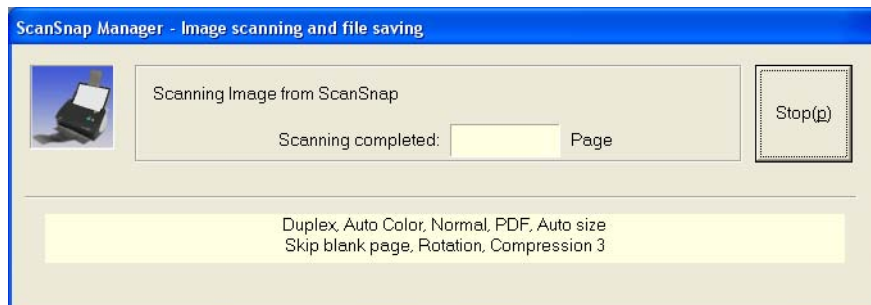 ScanSnap Manager - Image scanning and file saving
Scanning Image from ScanSnap
Scanning completed: Page
Stop(p)
Duplex, Auto Color, Normal, PDF, Auto size
Skip blank page, Rotation, Compression 3